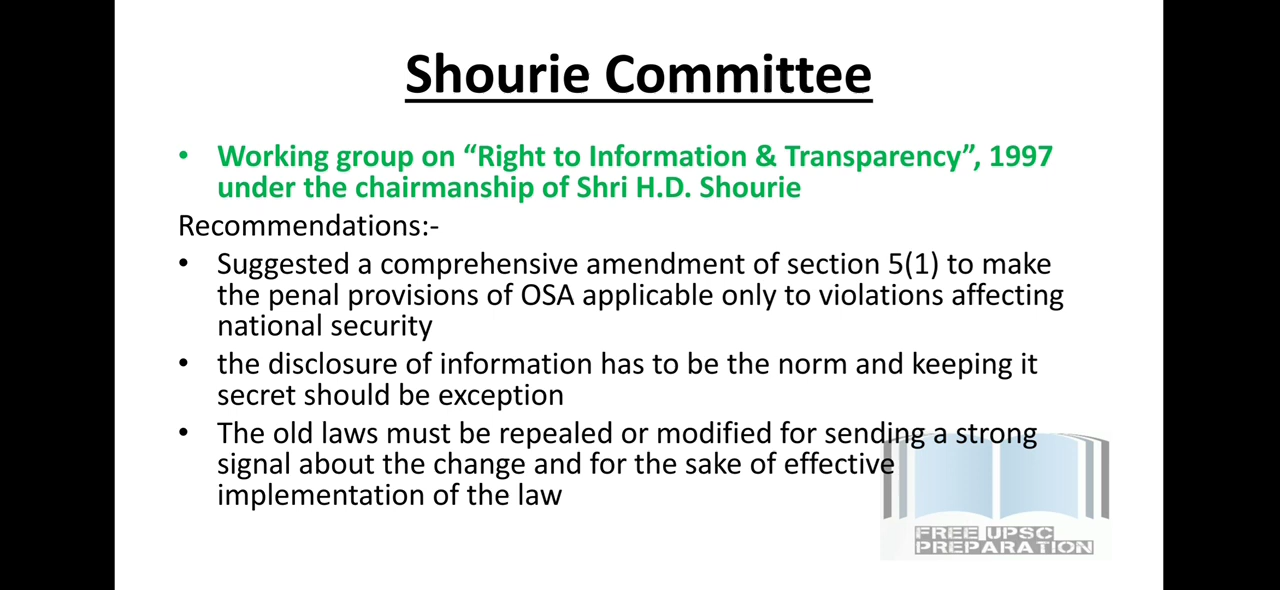 Shourie Committee
• Working group on “Right to Information & Transparency”, 1997
under the chairmanship of Shri H.D. Shourie
Recommendations:-
• Suggested a comprehensive amendment of section 5(1) to make
the penal provisions of OSA applicable only to violations affecting
national security
• the disclosure of information has to be the norm and keeping it
secret should be exception
• The old laws must be repealed or modified for sending a strong
signal about the change and for the sake of effective
implementation of the law
FREE UPSC
PREPARATION